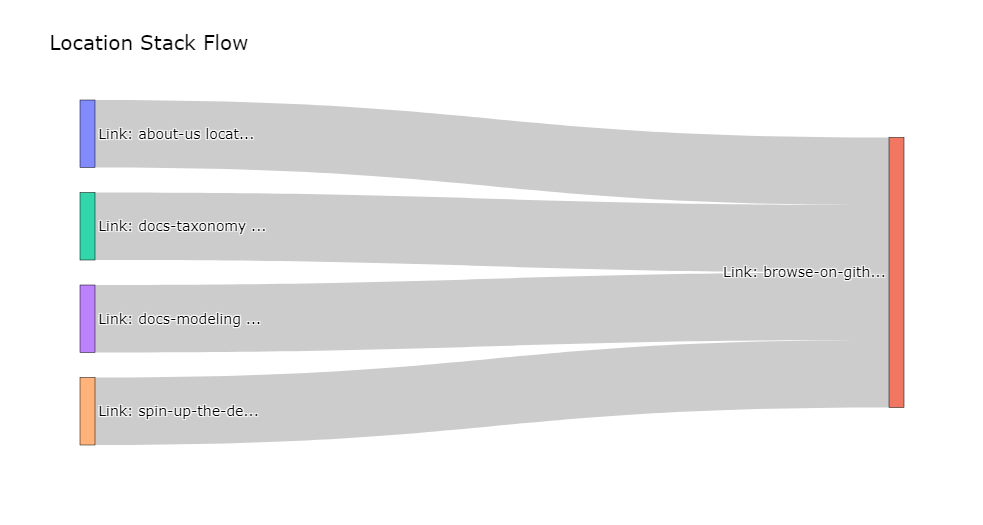 Location Stack Flow
Link: about-us locat...
Link: docs-taxonomy ...
Link: browse-on-gith...
Link: docs-modeling ...
Link: spin-up-the-de...